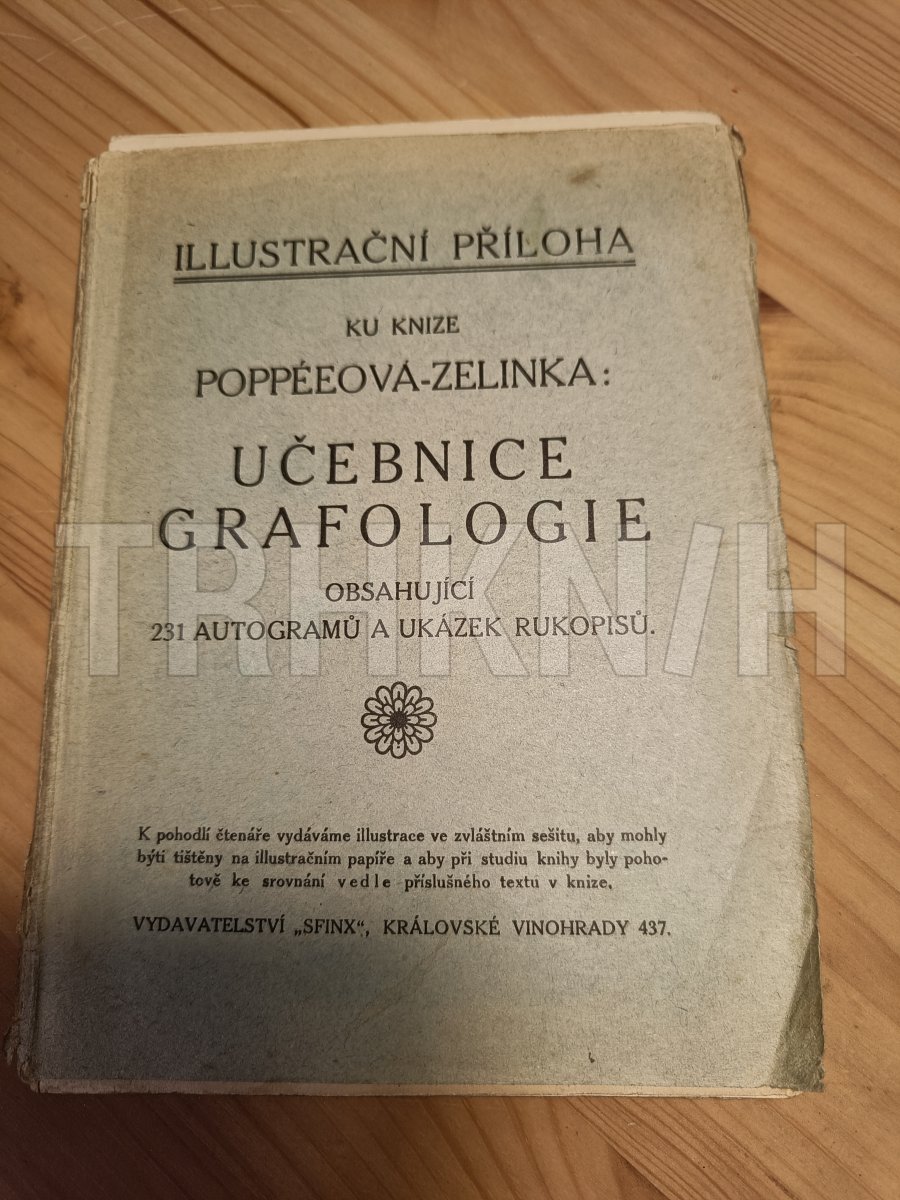 ILLUSTRAČNÍ PŘÍLOHA
KU KNIZE
POPPÉEOVÁ-ZELINKA:
UČEBNICE
GRAFOLOGIE
TRHKN/H
OBSAHUJÍCÍ
231 AUTOGRAMŮ A UKÁZEK RUKOPISŮ.
K pohodlí čtenáře vydáváme illustrace ve zvláštním sešitu, aby mohly
býti tištěny na illustračním papíře a aby při studiu knihy byly poho-
tově ke srovnání vedle příslušného textu v knize.
VYDAVATELSTVÍ „SFINX“, KRÁLOVSKÉ VINOHRADY 437.